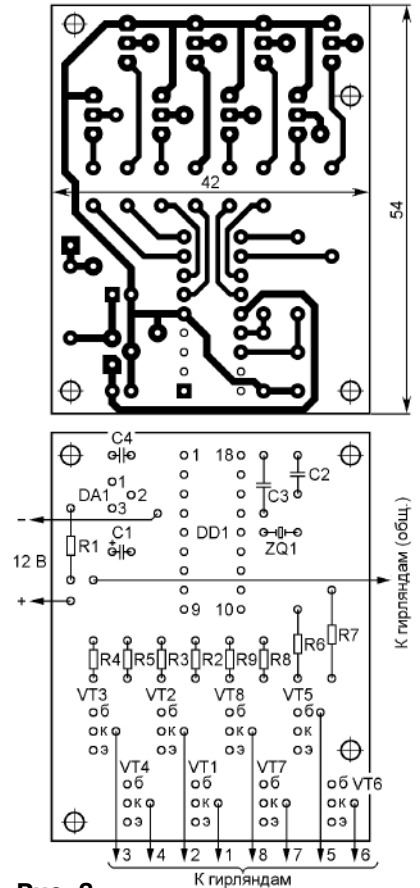 42
54
C4
1 18
DA1 1
2
3
C3 C2
−
R1
+
C1
DD1
ZQ1
12 В
+
9 10
К гирляндам (общ.)
R4 R5 R3 R2 R9 R8 R6 R7
VT3 VT2 VT8 VT5
б б б б
к к к к
э э э э
VT4 VT1 VT7 VT6
б б б б
к к к к
э э э э
3 4 2 1 8 7 5 6
К гирляндам